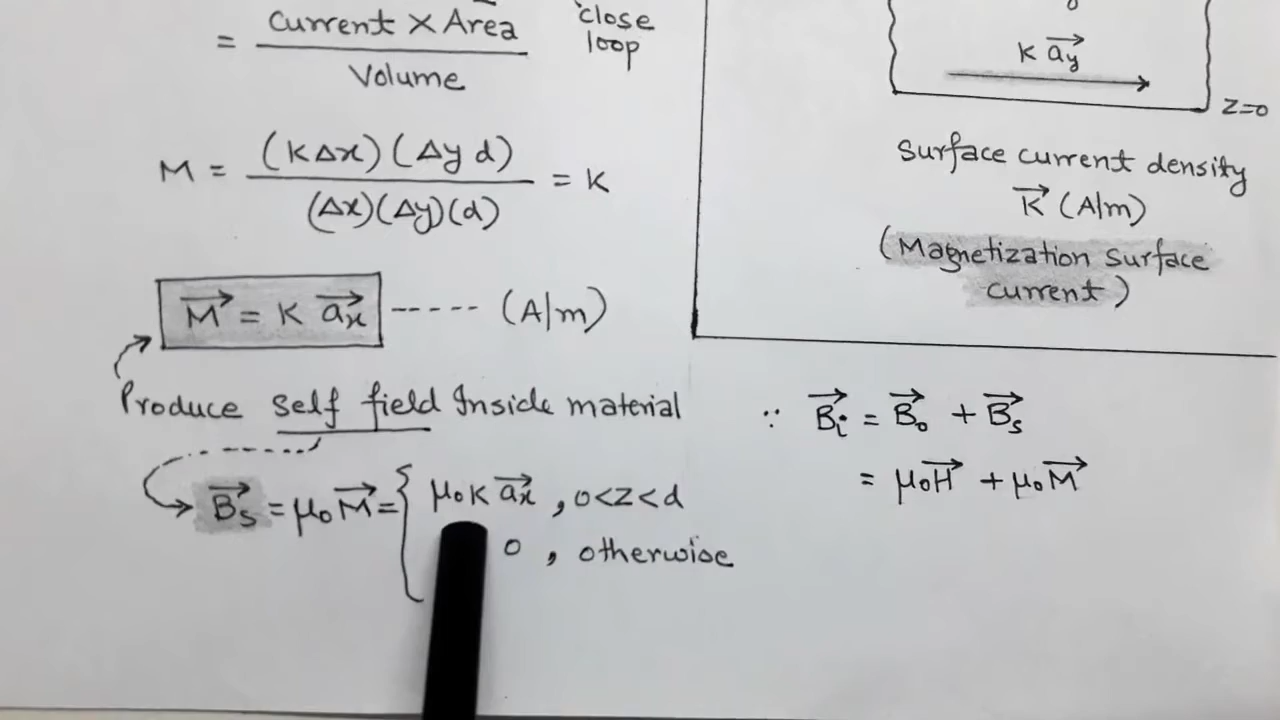 = Current × Area / Volume
close
loop
M = (KΔx)(Δy d) / (Δx)(Δy)(d) = K
M⃗ = K a⃗x ----- (A/m)
Produce self field Inside material
B⃗s = μ₀M⃗ = { μ₀K a⃗x , 0<z<d
0 , otherwise
K a⃗y
z=0
Surface current density
K⃗ (A/m)
(Magnetization surface
current)
∵ B⃗i = B⃗₀ + B⃗s
= μ₀H⃗ + μ₀M⃗